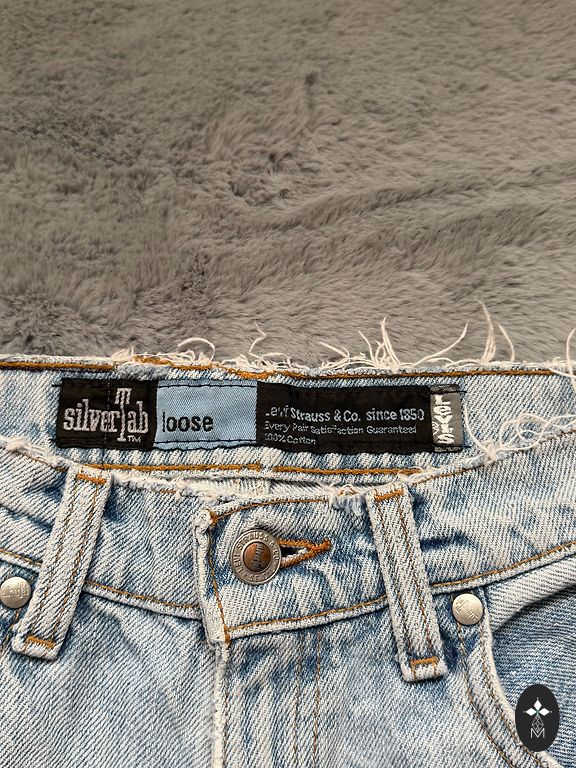 silverTab
TM
loose
Levi Strauss & Co. since 1850
Every Pair Satisfaction Guaranteed
100% Cotton
LEVI'S
M